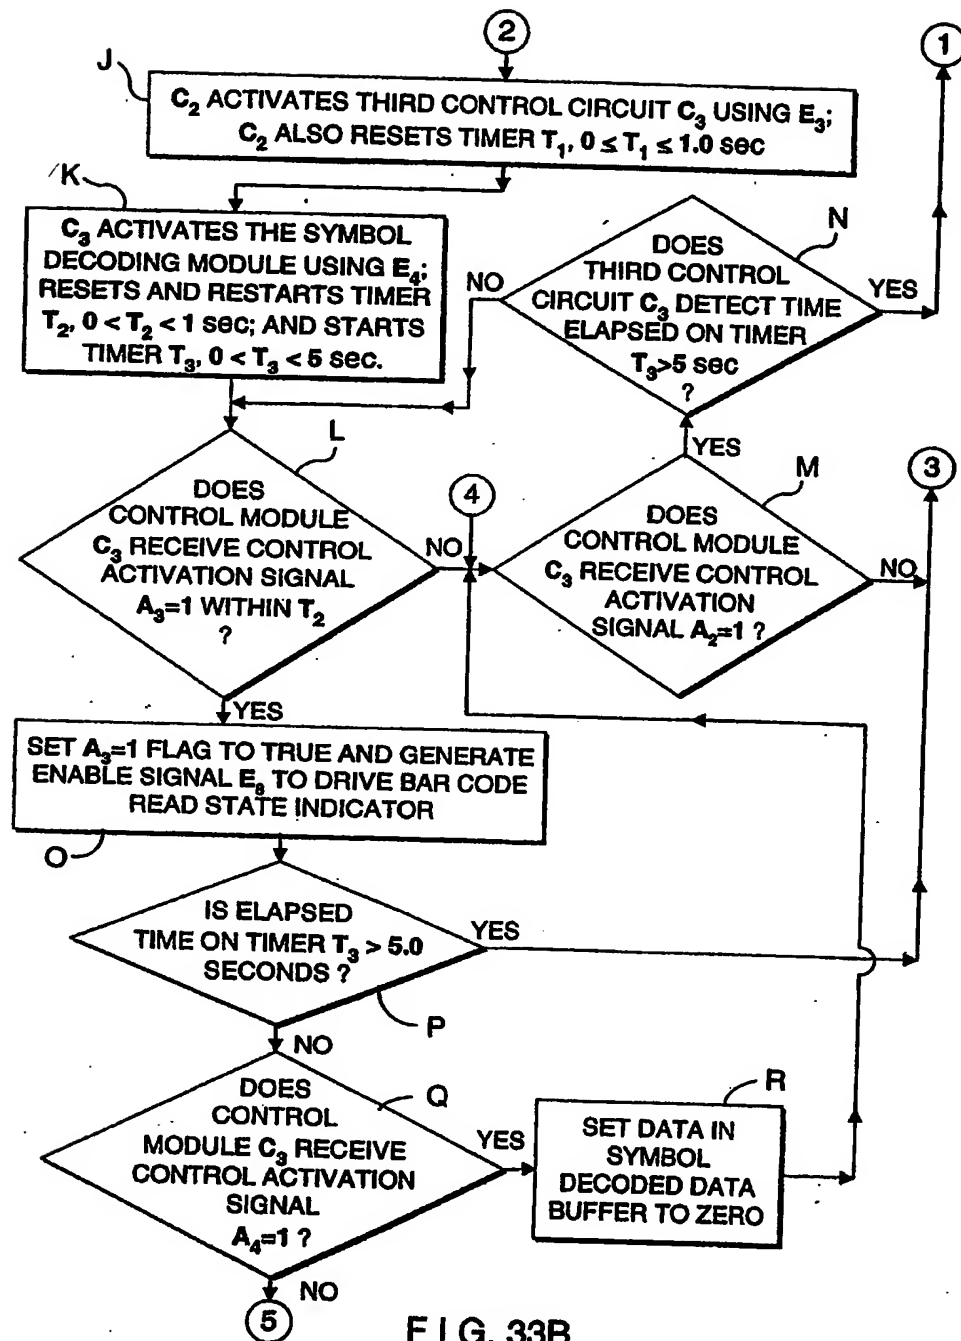 2
1
J
C2 ACTIVATES THIRD CONTROL CIRCUIT C3 USING E3;
C2 ALSO RESETS TIMER T1, 0 ≤ T1 ≤ 1.0 sec
K
C3 ACTIVATES THE SYMBOL
DECODING MODULE USING E4;
RESETS AND RESTARTS TIMER
T2, 0 < T2 < 1 sec; AND STARTS
TIMER T3, 0 < T3 < 5 sec.
N
DOES
THIRD CONTROL
CIRCUIT C3 DETECT TIME
ELAPSED ON TIMER
T3>5 sec
?
NO
YES
L
DOES
CONTROL MODULE
C3 RECEIVE CONTROL
ACTIVATION SIGNAL
A3=1 WITHIN T2
?
NO
4
YES
M
DOES
CONTROL MODULE
C3 RECEIVE CONTROL
ACTIVATION
SIGNAL A2=1 ?
NO
3
YES
SET A3=1 FLAG TO TRUE AND GENERATE
ENABLE SIGNAL E8 TO DRIVE BAR CODE
READ STATE INDICATOR
O
IS ELAPSED
TIME ON TIMER T3 > 5.0
SECONDS ?
YES
P
NO
DOES
CONTROL
MODULE C3 RECEIVE
CONTROL ACTIVATION
SIGNAL
A4=1 ?
Q
YES
R
SET DATA IN
SYMBOL
DECODED DATA
BUFFER TO ZERO
NO
5
FIG. 33B